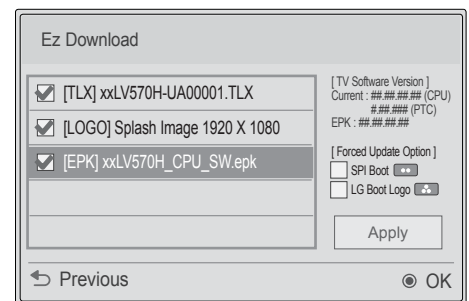 Ez Download
[TLX] xxLV570H-UA00001.TLX
[LOGO] Splash Image 1920 X 1080
[EPK] xxLV570H_CPU_SW.epk
[ TV Software Version ]
Current : ##.##.##.## (CPU)
#.##.### (PTC)
EPK : ##.##.##.##
[ Forced Update Option ]
SPI Boot
LG Boot Logo
Apply
Previous
OK